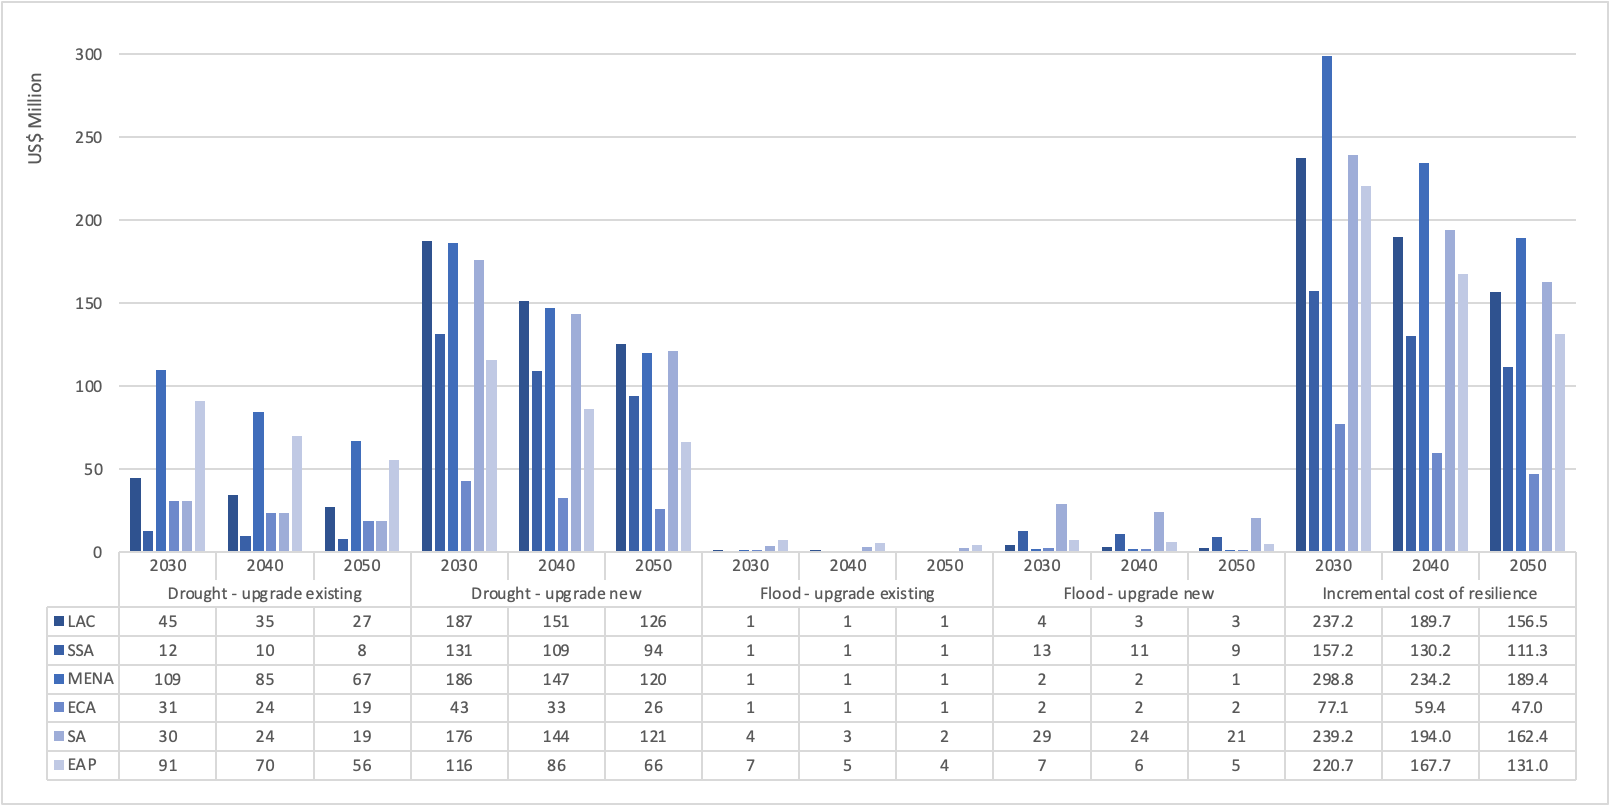 US$ Million
300
250
200
150
100
50
0
2030 2040 2050 2030 2040 2050 2030 2040 2050 2030 2040 2050 2030 2040 2050
Drought - upgrade existing Drought - upgrade new Flood - upgrade existing Flood - upgrade new Incremental cost of resilience
LAC 45 35 27 187 151 126 1 1 1 4 3 3 237.2 189.7 156.5
SSA 12 10 8 131 109 94 1 1 1 13 11 9 157.2 130.2 111.3
MENA 109 85 67 186 147 120 1 1 1 2 2 1 298.8 234.2 189.4
ECA 31 24 19 43 33 26 1 1 1 2 2 2 77.1 59.4 47.0
SA 30 24 19 176 144 121 4 3 2 29 24 21 239.2 194.0 162.4
EAP 91 70 56 116 86 66 7 5 4 7 6 5 220.7 167.7 131.0